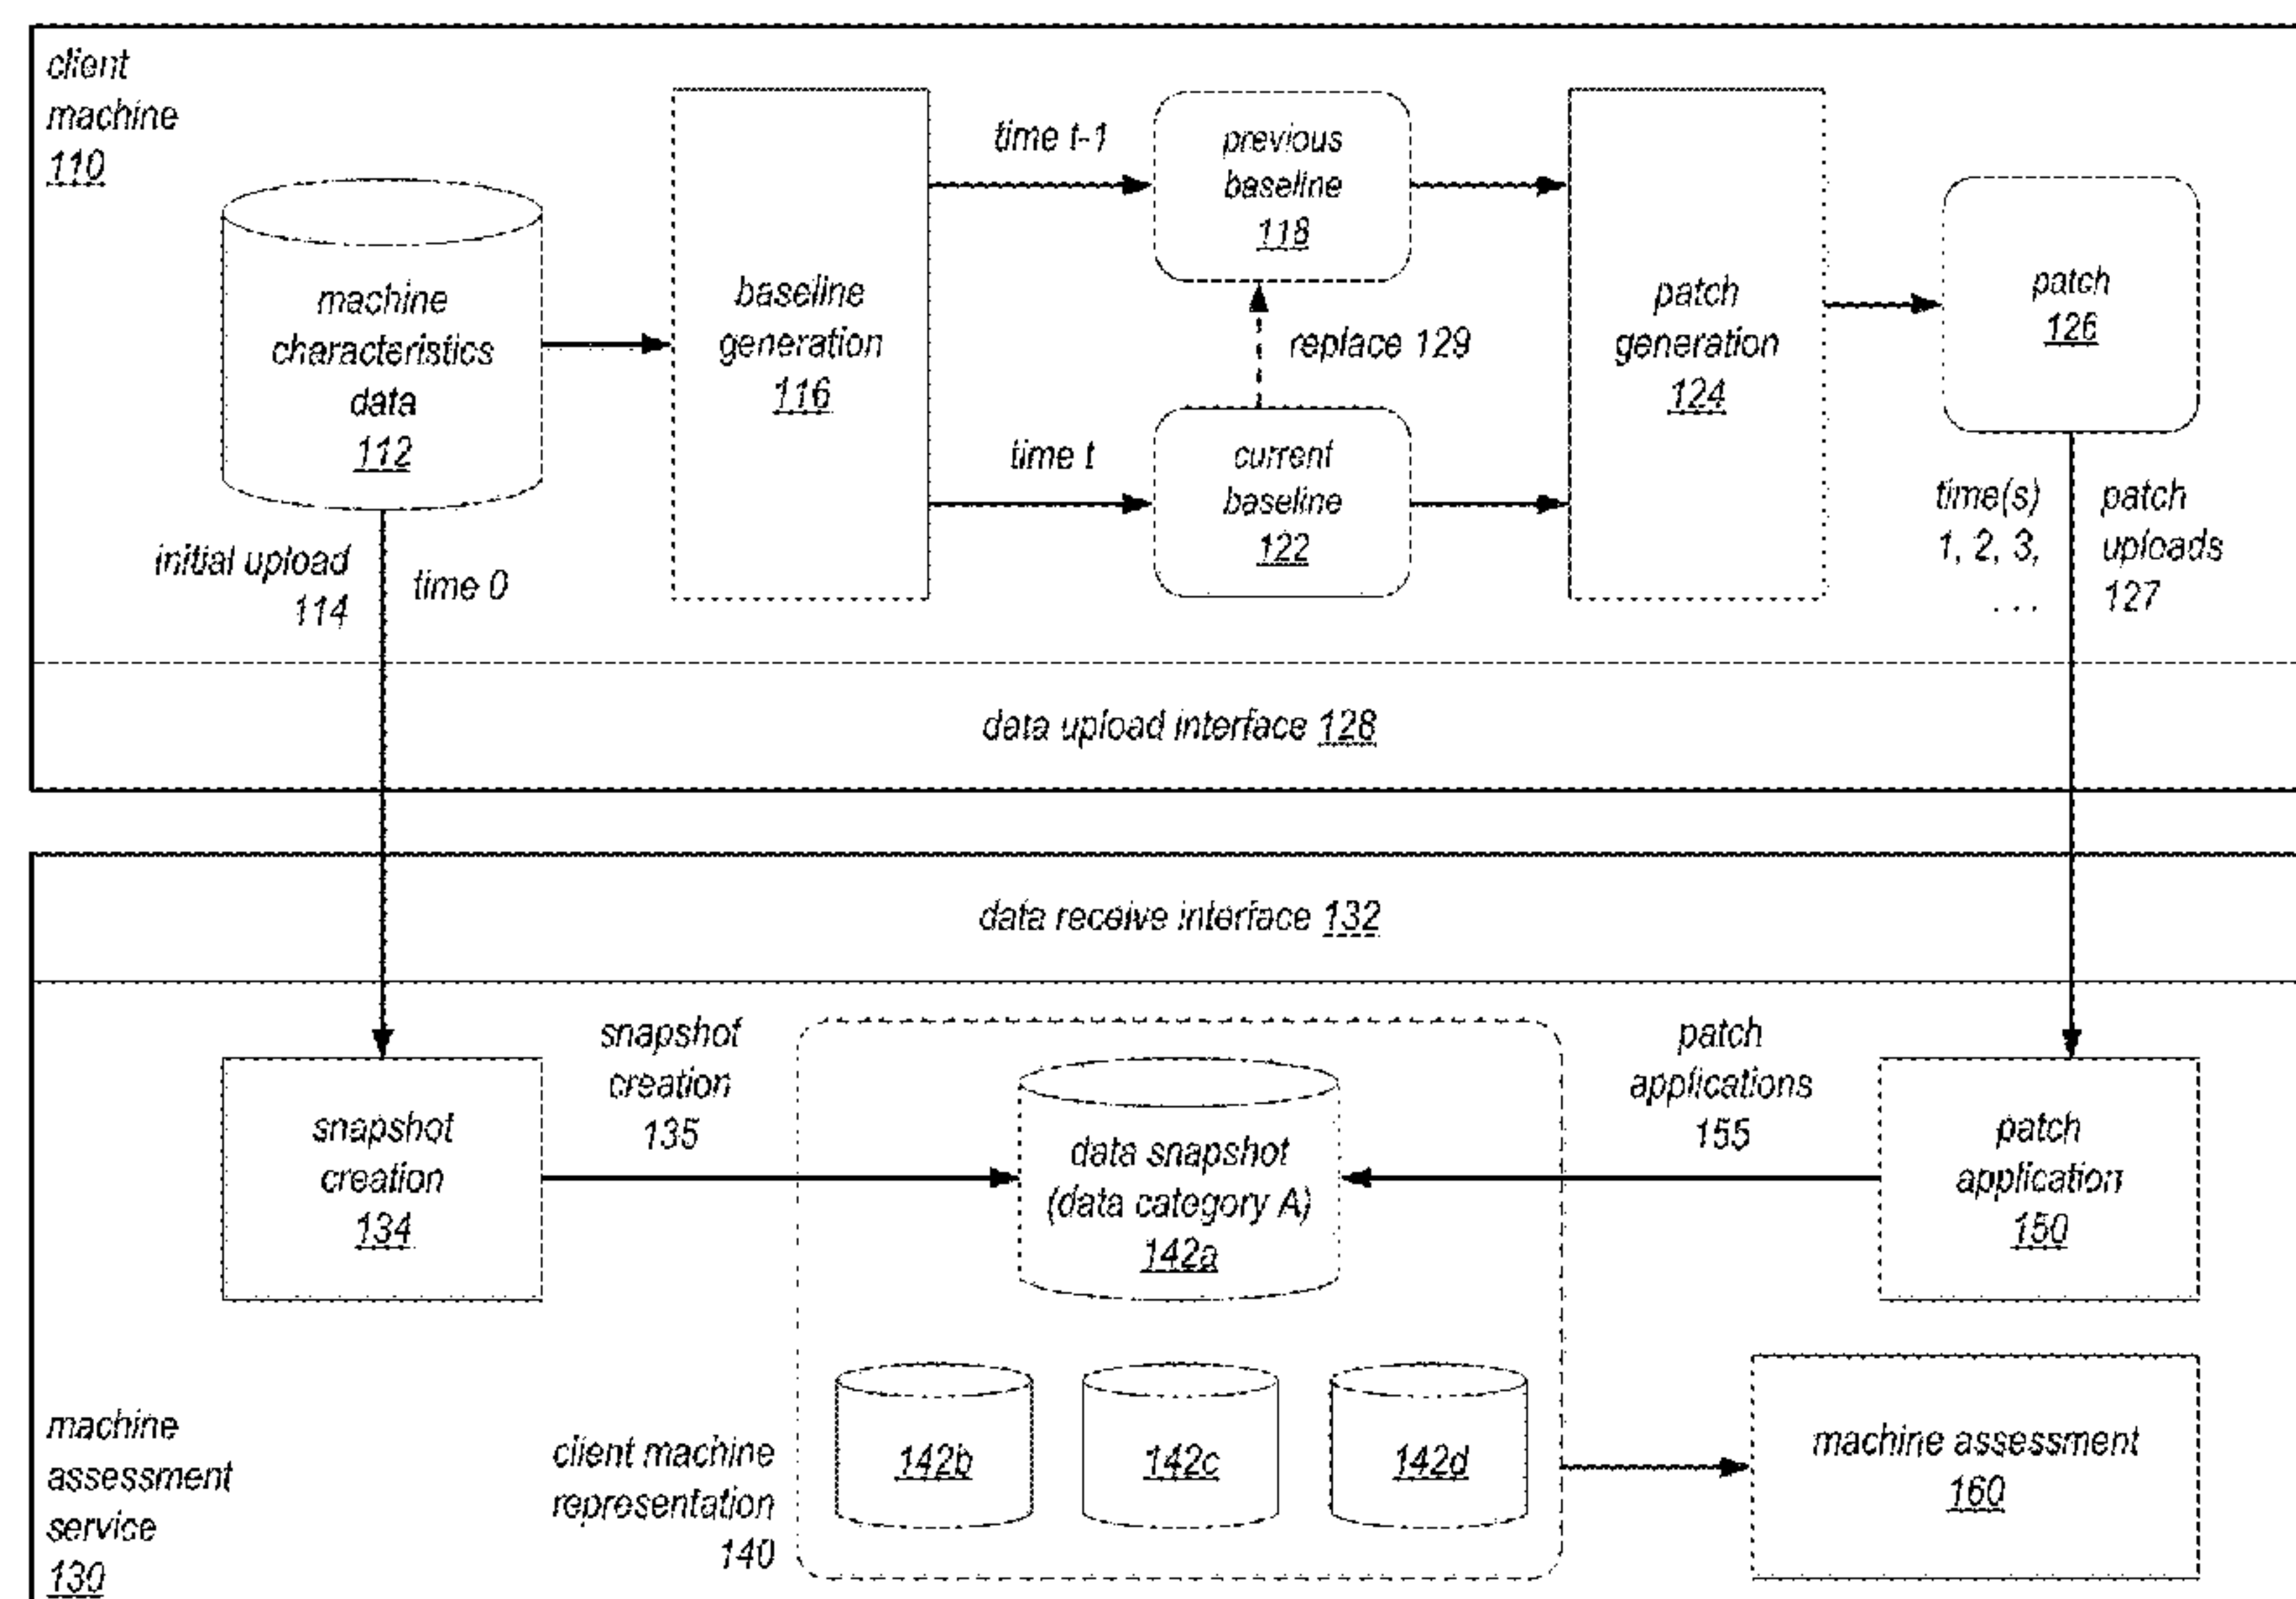 client
machine
110
machine
characteristics
data
112
initial upload
114
time 0
baseline
generation
116
time t-1
previous
baseline
118
replace 129
time t
current
baseline
122
patch
generation
124
patch
126
time(s)
1, 2, 3,
. . .
patch
uploads
127
data upload interface 128
data receive interface 132
snapshot
creation
134
snapshot
creation
135
data snapshot
(data category A)
142a
patch
applications
155
patch
application
150
142b
142c
142d
client machine
representation
140
machine assessment
160
machine
assessment
service
130